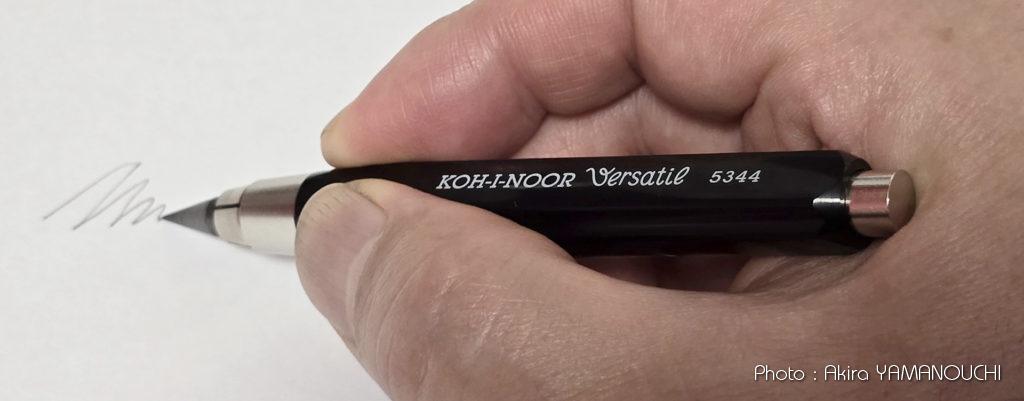 KOH-I-NOOR Versatil 5344
Photo : Akira YAMANOUCHI